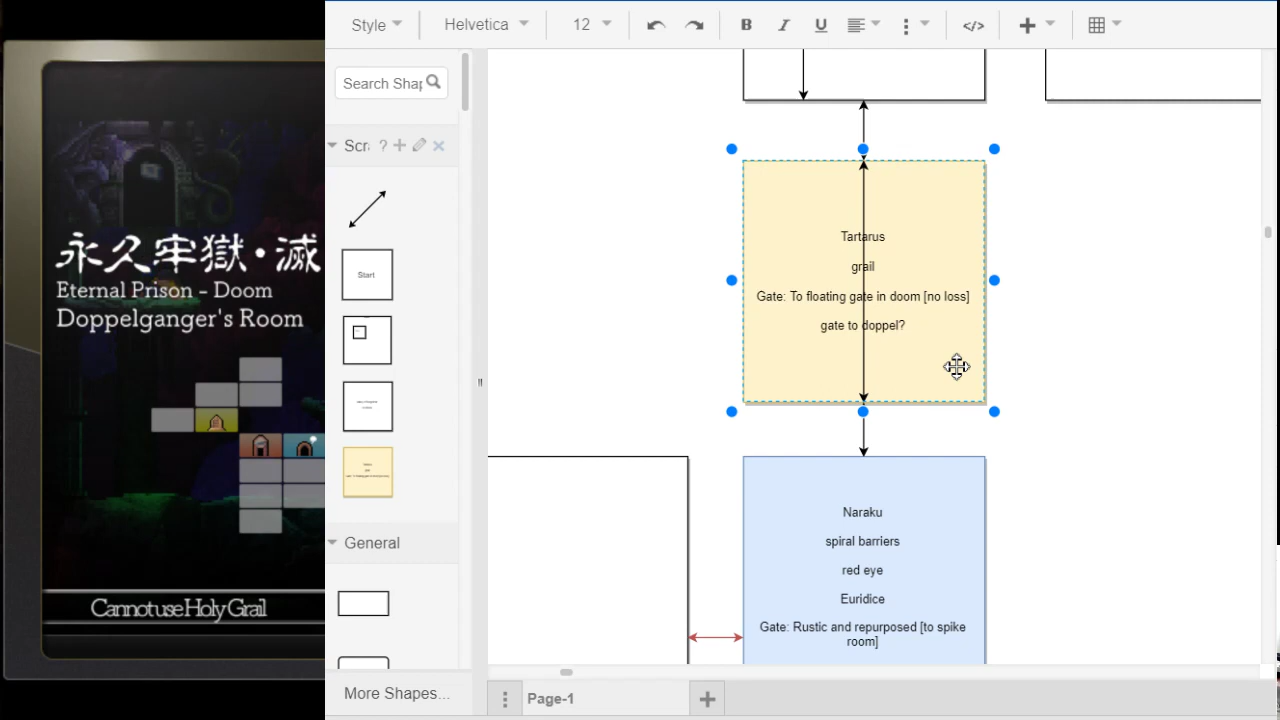 Style
Helvetica
12
B
I
U
</>
Search Shap
Scr
?
Start
General
More Shapes...
Page-1
永久牢獄・滅
Eternal Prison - Doom
Doppelganger's Room
Cannot use Holy Grail
Tartarus
grail
Gate: To floating gate in doom [no loss]
gate to doppel?
Naraku
spiral barriers
red eye
Euridice
Gate: Rustic and repurposed [to spike
room]